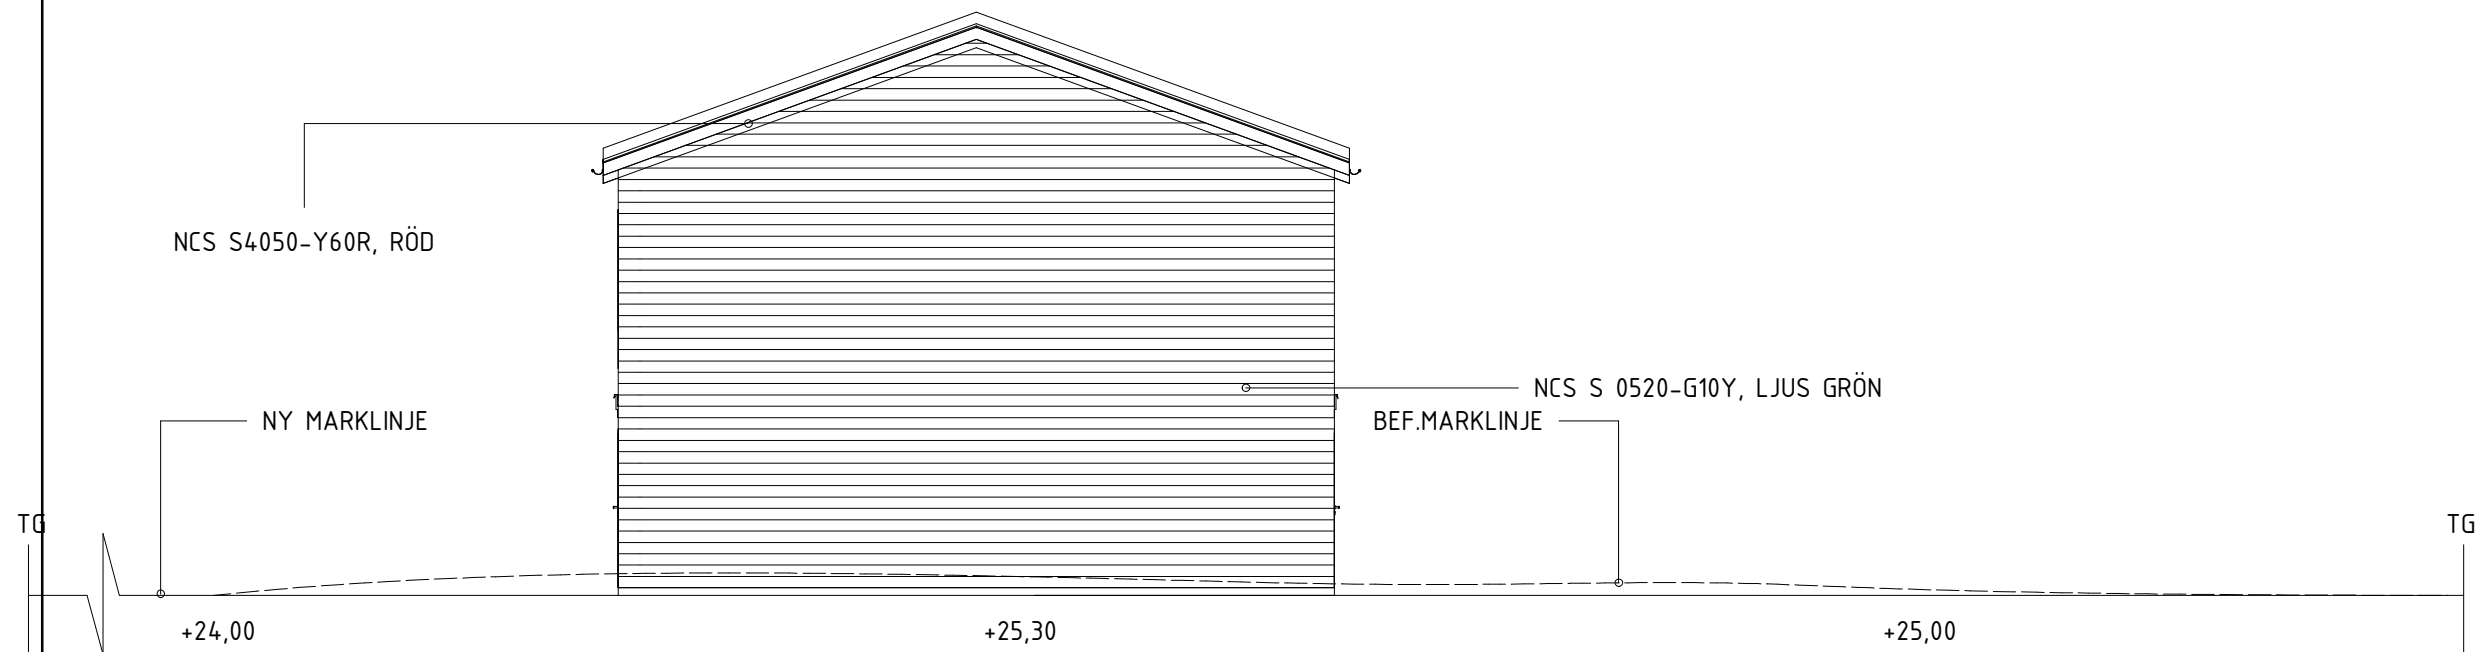 NCS S4050-Y60R, RÖD
NCS S 0520-G10Y, LJUS GRÖN
NY MARKLINJE
BEF.MARKLINJE
TG
TG
+24,00
+25,30
+25,00